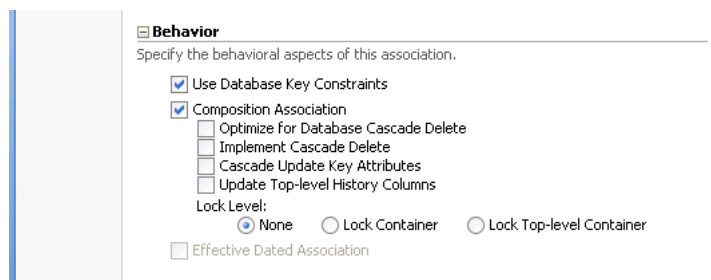 Behavior
Specify the behavioral aspects of this association.
Use Database Key Constraints
Composition Association
Optimize for Database Cascade Delete
Implement Cascade Delete
Cascade Update Key Attributes
Update Top-level History Columns
Lock Level:
None Lock Container Lock Top-level Container
Effective Dated Association